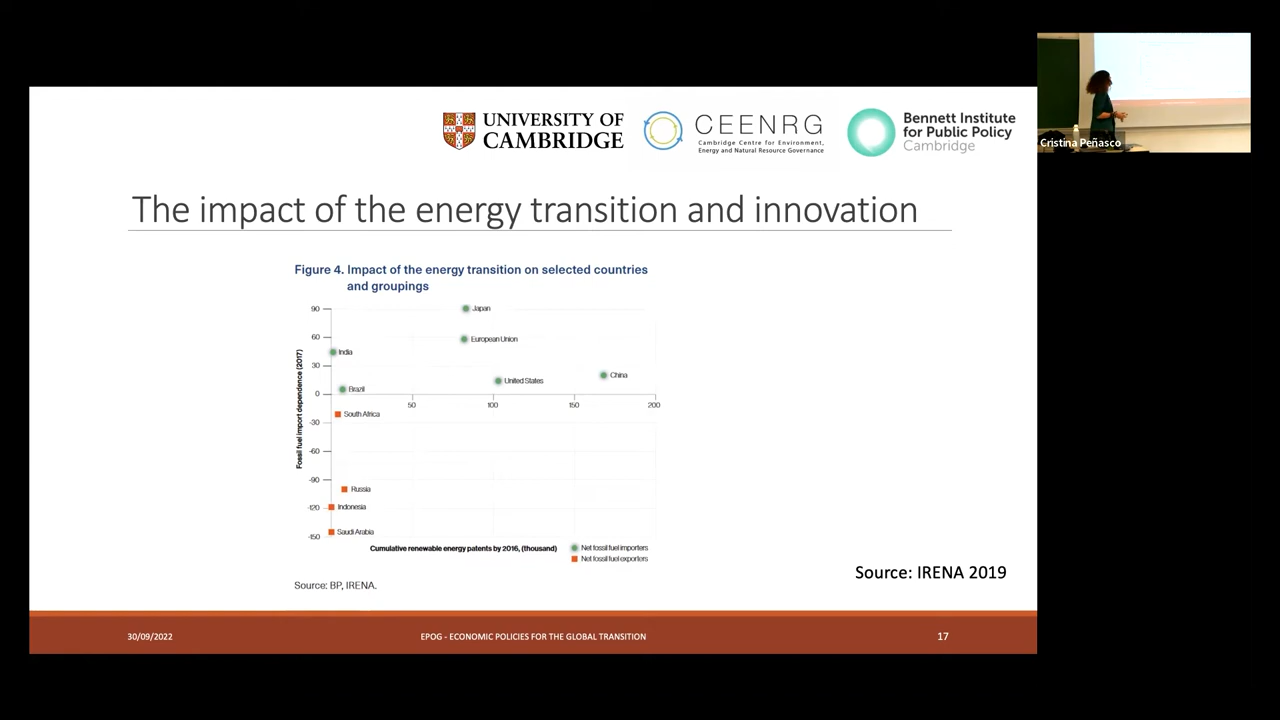 UNIVERSITY OF
CAMBRIDGE
CEENRG
Cambridge Centre for Environment,
Energy and Natural Resource Governance
Bennett Institute
for Public Policy
Cambridge
Cristina Peñasco
The impact of the energy transition and innovation
Figure 4. Impact of the energy transition on selected countries
and groupings
Fossil fuel import dependence (2017)
90
60
30
0
-30
-60
-90
-120
-150
50
100
150
200
Japan
European Union
India
China
United States
Brazil
South Africa
Russia
Indonesia
Saudi Arabia
Cumulative renewable energy patents by 2016, (thousand)
Net fossil fuel importers
Net fossil fuel exporters
Source: BP, IRENA.
Source: IRENA 2019
30/09/2022
EPOG - ECONOMIC POLICIES FOR THE GLOBAL TRANSITION
17